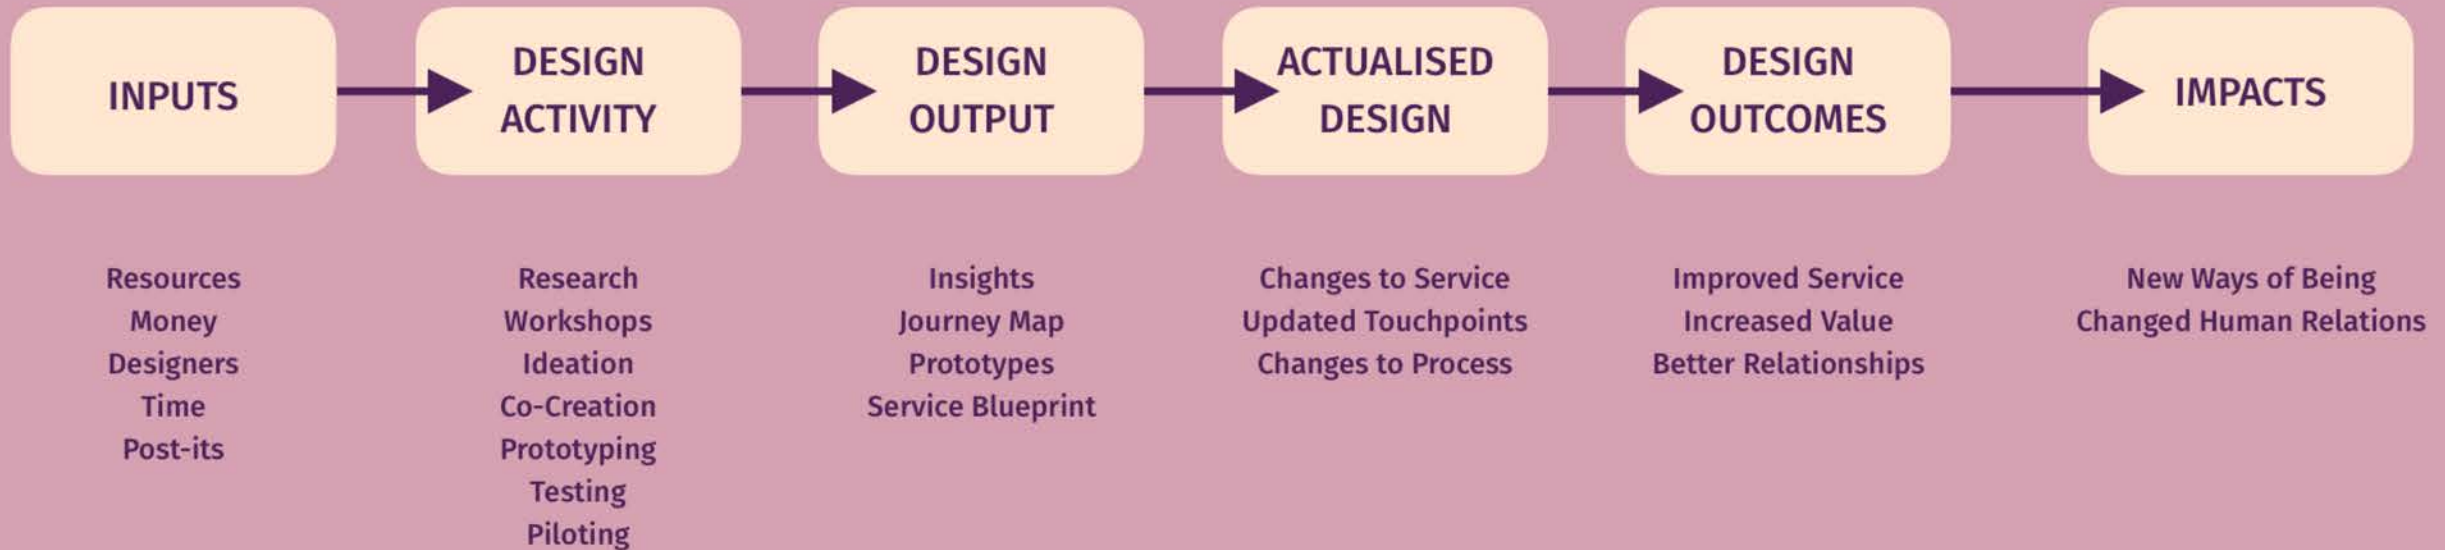 INPUTS
DESIGN
ACTIVITY
DESIGN
OUTPUT
ACTUALISED
DESIGN
DESIGN
OUTCOMES
IMPACTS
Resources
Money
Designers
Time
Post-its
Research
Workshops
Ideation
Co-Creation
Prototyping
Testing
Piloting
Insights
Journey Map
Prototypes
Service Blueprint
Changes to Service
Updated Touchpoints
Changes to Process
Improved Service
Increased Value
Better Relationships
New Ways of Being
Changed Human Relations